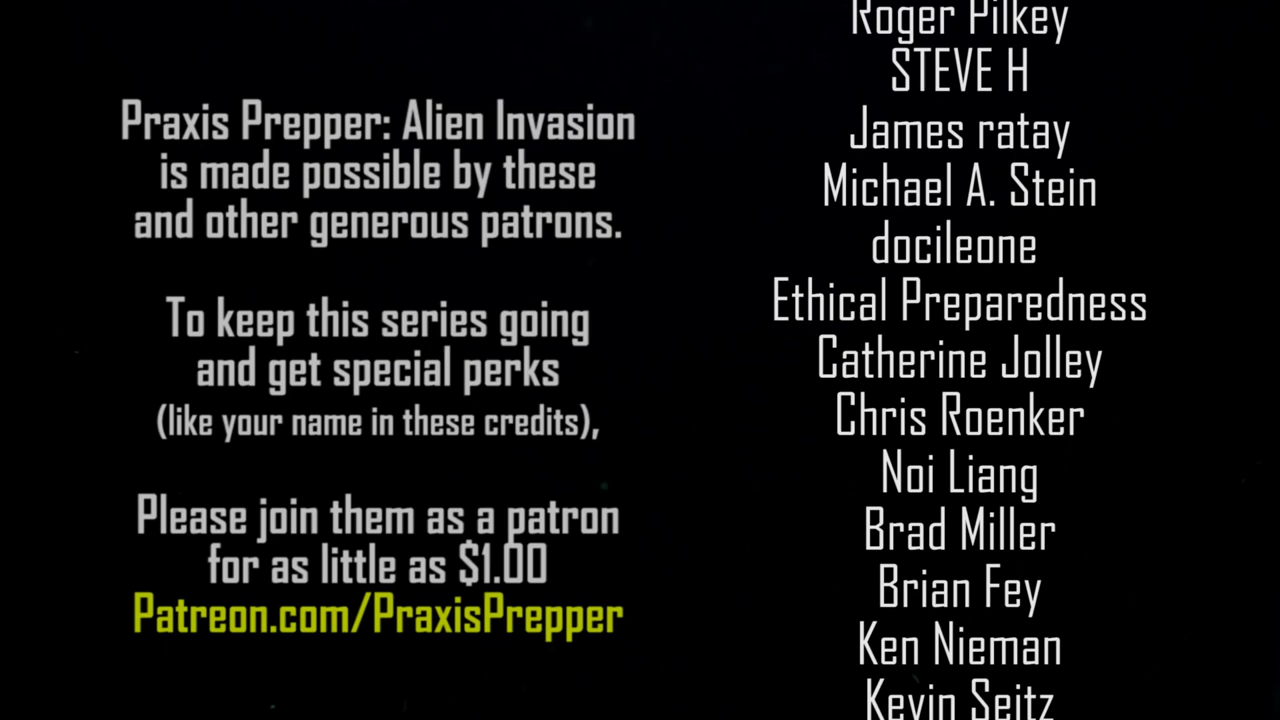 Praxis Prepper: Alien Invasion
is made possible by these
and other generous patrons.
To keep this series going
and get special perks
(like your name in these credits),
Please join them as a patron
for as little as $1.00
Patreon.com/PraxisPrepper
Roger Pilkey
STEVE H
James ratay
Michael A. Stein
docileone
Ethical Preparedness
Catherine Jolley
Chris Roenker
Noi Liang
Brad Miller
Brian Fey
Ken Nieman
Kevin Seitz